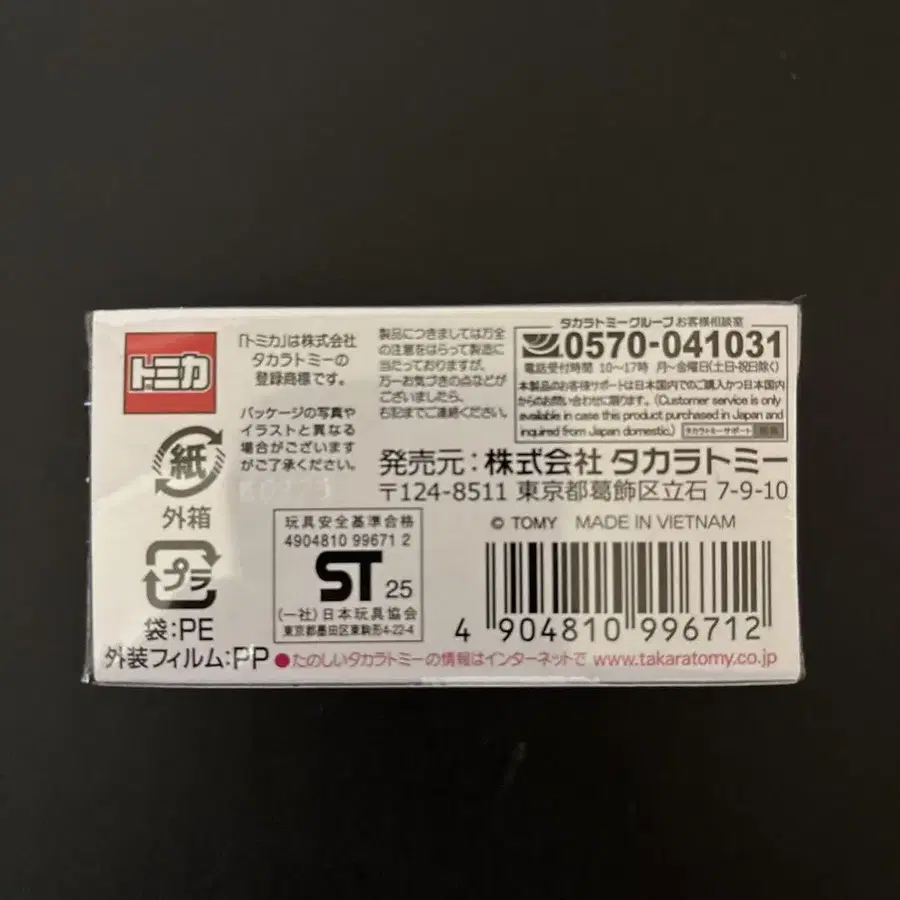 トミカ
「トミカ」は株式会社
タカラトミーの
登録商標です。
パッケージの写真や
イラストと異なる
場合がございます
がご了承ください。
製品につきましては万全
の注意をはらって製造に
当たっておりますが、
万一お気づきの点などが
ございましたら、
右記までご連絡ください。
タカラトミーグループお客様相談室
0570-041031
電話受付時間 10〜17時 月〜金曜日(土日・祝日除く)
本製品のお客様サポートは日本国内でのご購入かつ日本国内
からのお問い合わせに限ります。(Customer service is only
available in case this product purchased in Japan and
inquired from Japan domestic.) タカラトミーサポート 検索
発売元:株式会社 タカラトミー
〒124-8511 東京都葛飾区立石 7-9-10
© TOMY MADE IN VIETNAM
紙
外箱
プラ
袋:PE
外装フィルム:PP
玩具安全基準合格
4904810 99671 2
ST 25
(一社)日本玩具協会
東京都墨田区東駒形4-22-4
4 904810 996712
●たのしいタカラトミーの情報はインターネットで www.takaratomy.co.jp